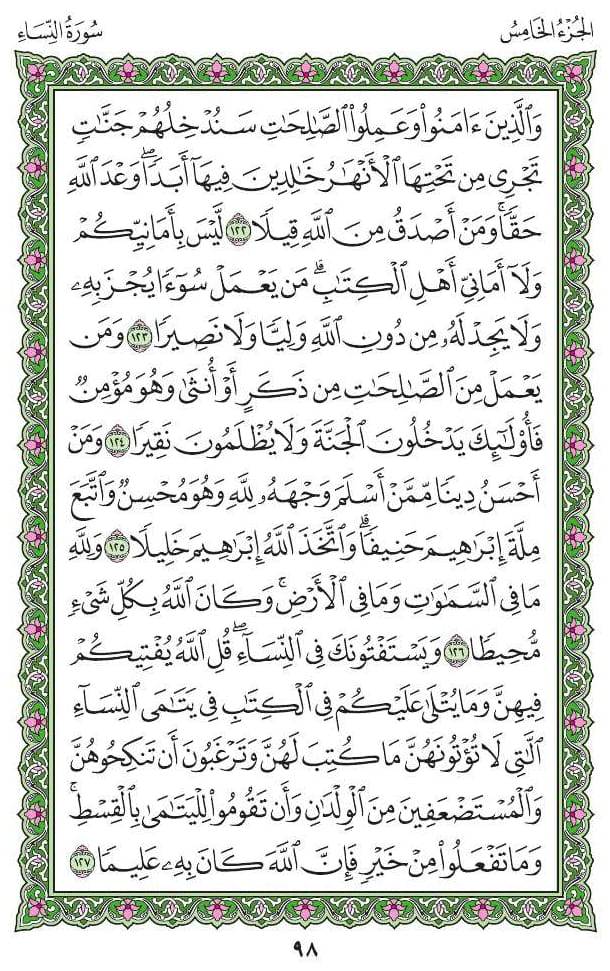 الجُزْءُ الخَامِسُ
سُورَةُ النِّسَاءِ
وَٱلَّذِينَ ءَامَنُوا۟ وَعَمِلُوا۟ ٱلصَّٰلِحَٰتِ سَنُدْخِلُهُمْ جَنَّٰتٍ
تَجْرِى مِن تَحْتِهَا ٱلْأَنْهَٰرُ خَٰلِدِينَ فِيهَآ أَبَدًا ۖ وَعْدَ ٱللَّهِ
حَقًّا ۚ وَمَنْ أَصْدَقُ مِنَ ٱللَّهِ قِيلًا ١٢٢ لَّيْسَ بِأَمَانِيِّكُمْ
وَلَآ أَمَانِىِّ أَهْلِ ٱلْكِتَٰبِ ۗ مَن يَعْمَلْ سُوٓءًا يُجْزَ بِهِۦ
وَلَا يَجِدْ لَهُۥ مِن دُونِ ٱللَّهِ وَلِيًّا وَلَا نَصِيرًا ١٢٣ وَمَن
يَعْمَلْ مِنَ ٱلصَّٰلِحَٰتِ مِن ذَكَرٍ أَوْ أُنثَىٰ وَهُوَ مُؤْمِنٌ
فَأُو۟لَٰٓئِكَ يَدْخُلُونَ ٱلْجَنَّةَ وَلَا يُظْلَمُونَ نَقِيرًا ١٢٤ وَمَنْ
أَحْسَنُ دِينًا مِّمَّنْ أَسْلَمَ وَجْهَهُۥ لِلَّهِ وَهُوَ مُحْسِنٌ وَٱتَّبَعَ
مِلَّةَ إِبْرَٰهِيمَ حَنِيفًا ۗ وَٱتَّخَذَ ٱللَّهُ إِبْرَٰهِيمَ خَلِيلًا ١٢٥ وَلِلَّهِ
مَا فِى ٱلسَّمَٰوَٰتِ وَمَا فِى ٱلْأَرْضِ ۚ وَكَانَ ٱللَّهُ بِكُلِّ شَىْءٍ
مُّحِيطًا ١٢٦ وَيَسْتَفْتُونَكَ فِى ٱلنِّسَآءِ ۖ قُلِ ٱللَّهُ يُفْتِيكُمْ
فِيهِنَّ وَمَا يُتْلَىٰ عَلَيْكُمْ فِى ٱلْكِتَٰبِ فِى يَتَٰمَى ٱلنِّسَآءِ
ٱلَّٰتِى لَا تُؤْتُونَهُنَّ مَا كُتِبَ لَهُنَّ وَتَرْغَبُونَ أَن تَنكِحُوهُنَّ
وَٱلْمُسْتَضْعَفِينَ مِنَ ٱلْوِلْدَٰنِ وَأَن تَقُومُوا۟ لِلْيَتَٰمَىٰ بِٱلْقِسْطِ ۚ
وَمَا تَفْعَلُوا۟ مِنْ خَيْرٍ فَإِنَّ ٱللَّهَ كَانَ بِهِۦ عَلِيمًا ١٢٧
٩٨